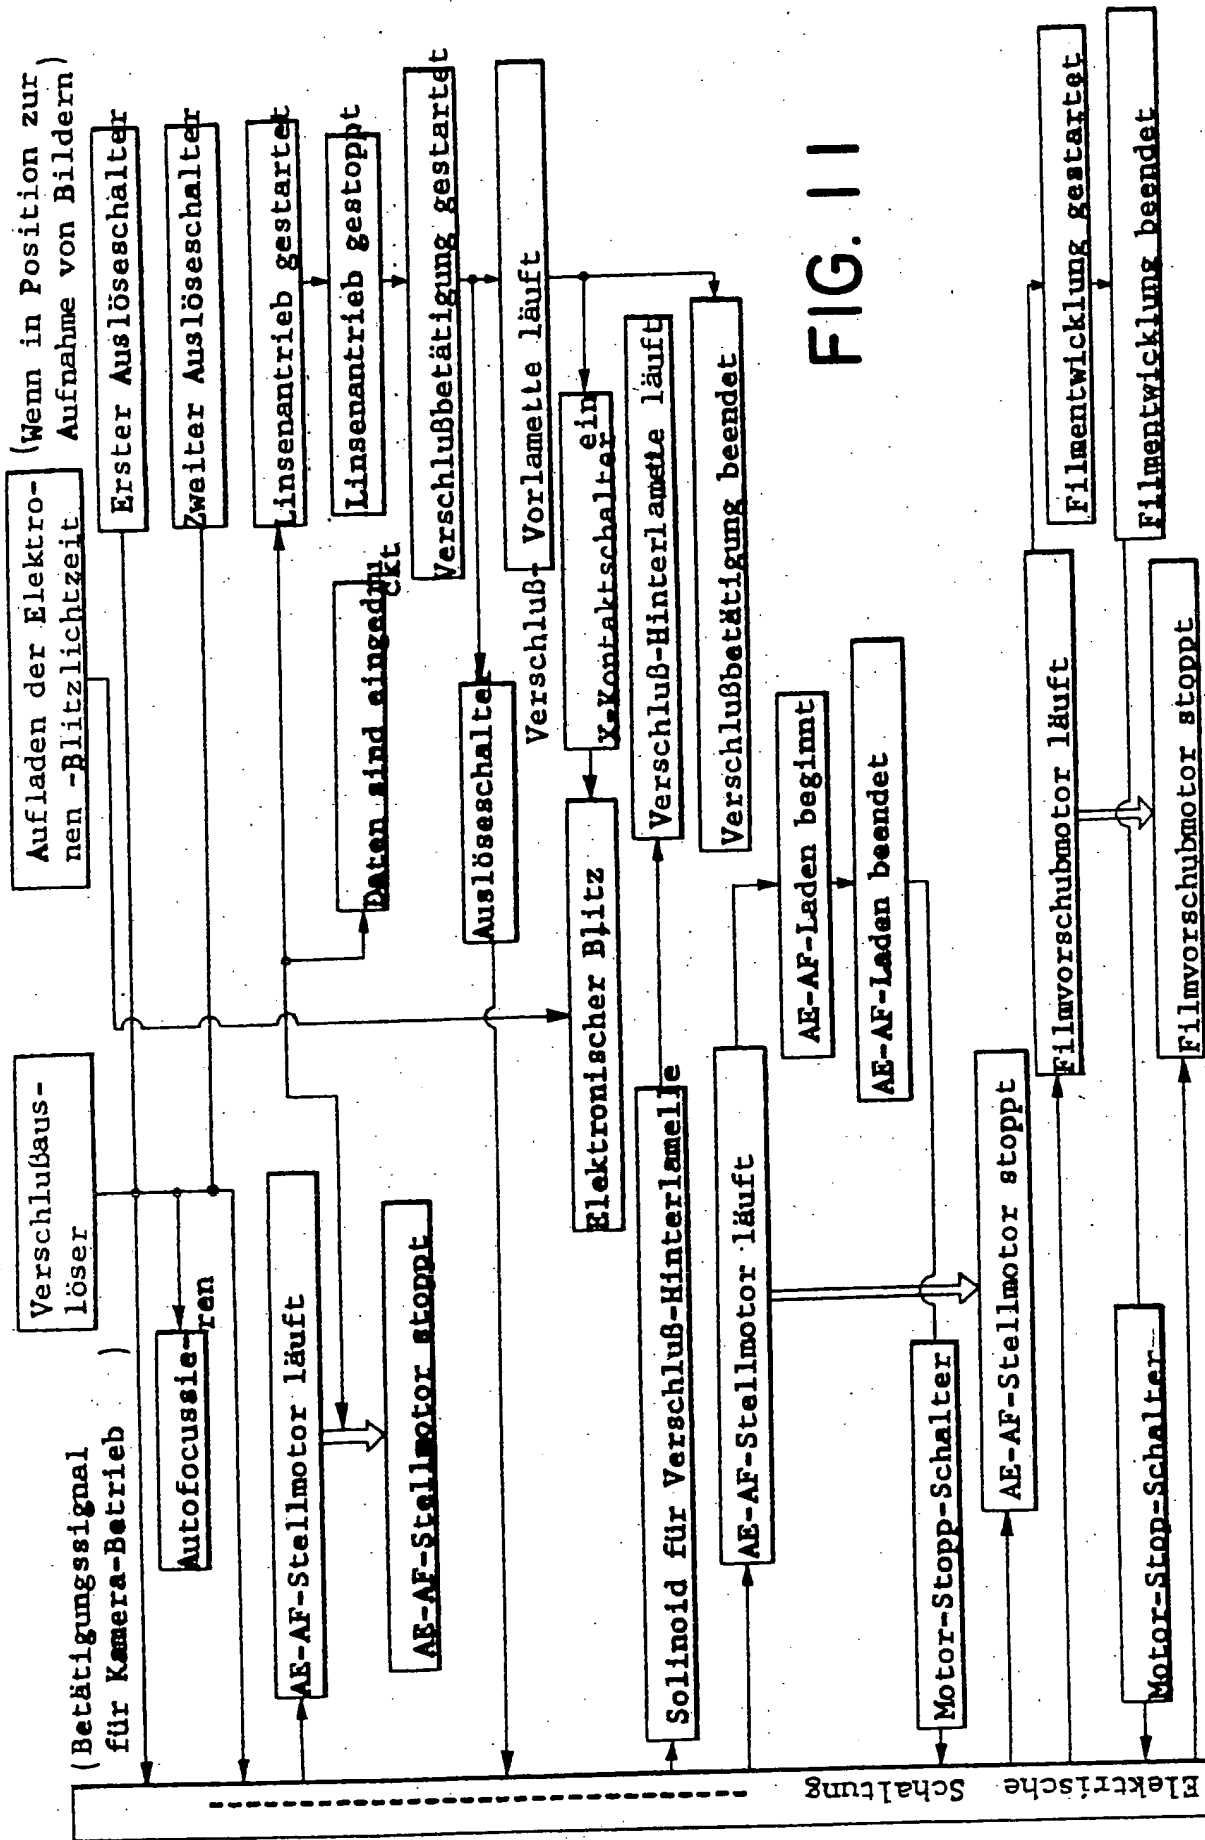 (Betätigungssignal
für Kamera-Betrieb)
Verschlußaus-
löser
Aufladen der Elektro-
nen -Blitzlichtzeit
(Wenn in Position zur
Aufnahme von Bildern)
Erster Auslöseschalter
Zweiter Auslöseschalter
Autofocussie-
ren
AE-AF-Stellmotor läuft
Linsenantrieb gestartet
Linsenantrieb gestoppt
Daten sind eingedru
ckt
AE-AF-Stellmotor stoppt
Verschlußbetätigung gestartet
Auslöseschalter
Verschluß- Vorlamette läuft
ein
X-Kontaktschalter
Elektronischer Blitz
Solinoid für Verschluß-Hinterlamelle
Verschluß-Hinterlamette läuft
Verschlußbetätigung beendet
AE-AF-Stellmotor läuft
AE-AF-Laden beginnt
AE-AF-Laden beendet
Motor-Stopp-Schalter
AE-AF-Stellmotor stoppt
Filmvorschubmotor läuft
Filmentwicklung gestartet
Filmentwicklung beendet
Motor-Stop-Schalter
Filmvorschubmotor stoppt
Elektrische Schaltung
FIG. 11